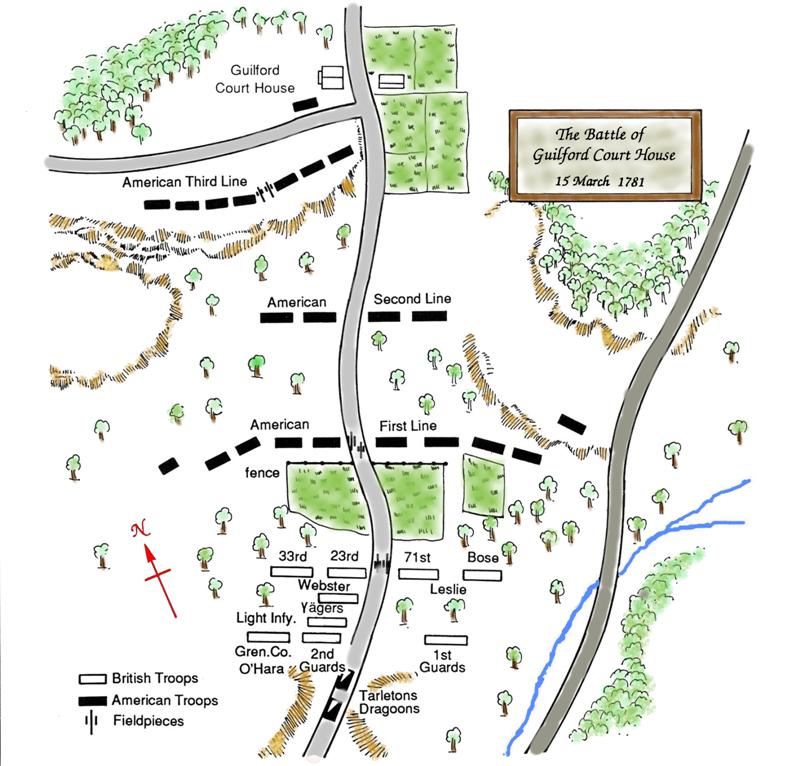 Guilford
Court House
The Battle of
Guilford Court House
15 March 1781
American Third Line
American Second Line
American First Line
fence
N
33rd 23rd 71st Bose
Webster Leslie
Yägers
Light Infy.
Gren.Co. 2nd 1st
O'Hara Guards Guards
British Troops
American Troops
Fieldpieces
Tarletons
Dragoons